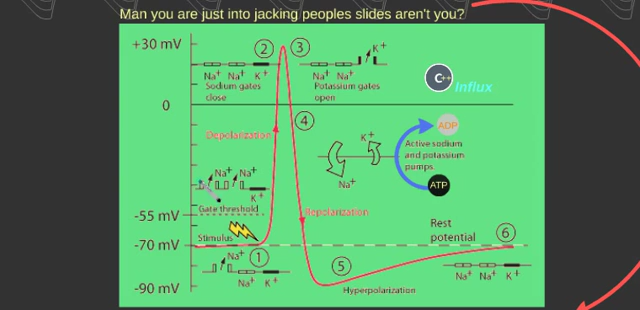 Man you are just into jacking peoples slides aren't you?
+30 mV
2
3
K+
Na+ Na+ K+
Sodium gates
close
Na+ Na+
Potassium gates
open
C++
Influx
0
4
Depolarization
K+
Na+
ADP
Active sodium
and potassium
pumps
ATP
Na+ Na+
K+
Gate threshold
-55 mV
Repolarization
Stimulus
-70 mV
Rest
potential
6
Na+
1
Na+ K+
5
Na+ Na+ K+
-90 mV
Hyperpolarization